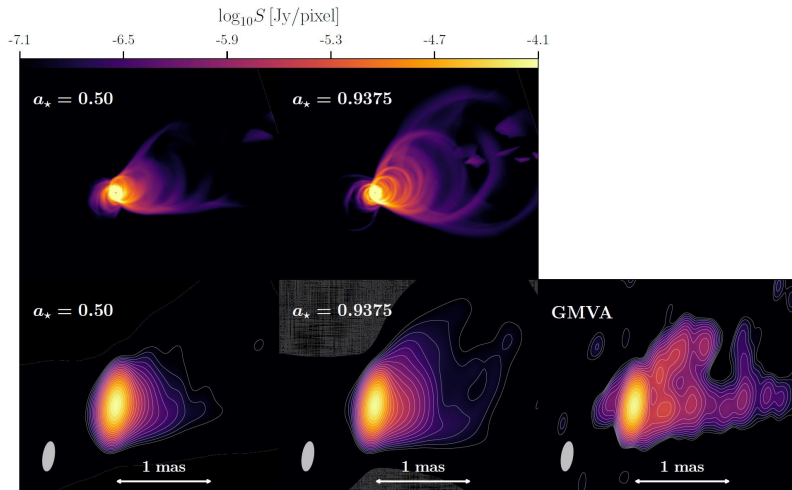 log₁₀S [Jy/pixel]
-7.1 -6.5 -5.9 -5.3 -4.7 -4.1
a⋆ = 0.50 a⋆ = 0.9375
a⋆ = 0.50 a⋆ = 0.9375 GMVA
1 mas 1 mas 1 mas